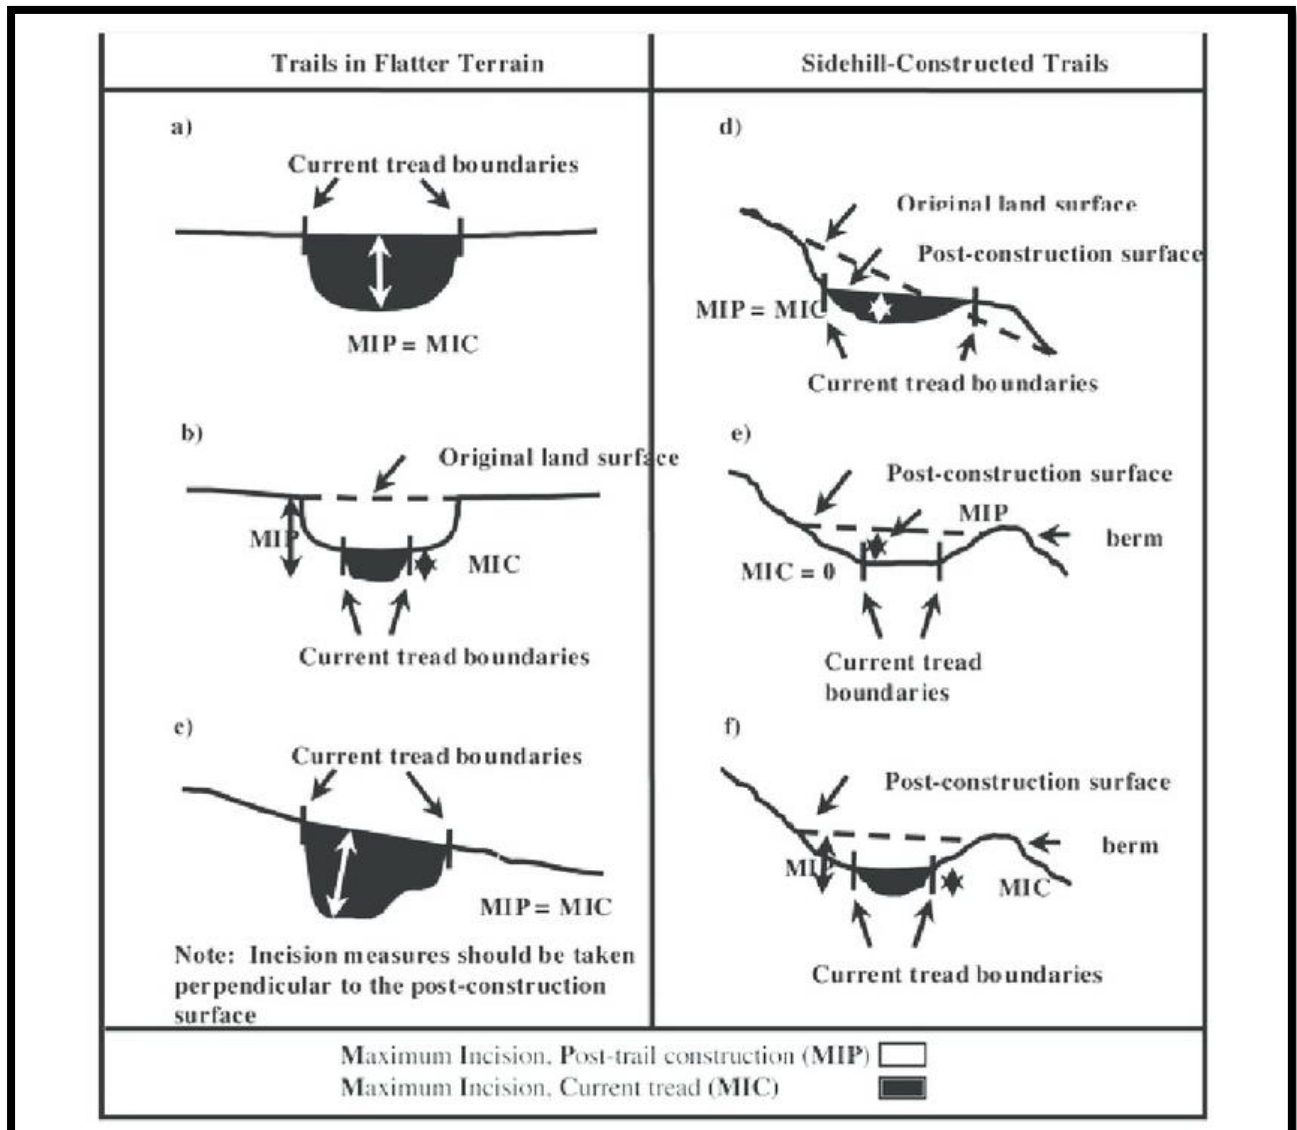 Trails in Flatter Terrain
Sidehill-Constructed Trails
a)
Current tread boundaries
MIP = MIC
b)
Original land surface
MIP
MIC
Current tread boundaries
c)
Current tread boundaries
MIP = MIC
Note: Incision measures should be taken
perpendicular to the post-construction
surface
d)
Original land surface
Post-construction surface
MIP = MIC
Current tread boundaries
e)
Post-construction surface
MIP
berm
MIC = 0
Current tread
boundaries
f)
Post-construction surface
berm
MIP
MIC
Current tread boundaries
Maximum Incision, Post-trail construction (MIP)
Maximum Incision, Current tread (MIC)